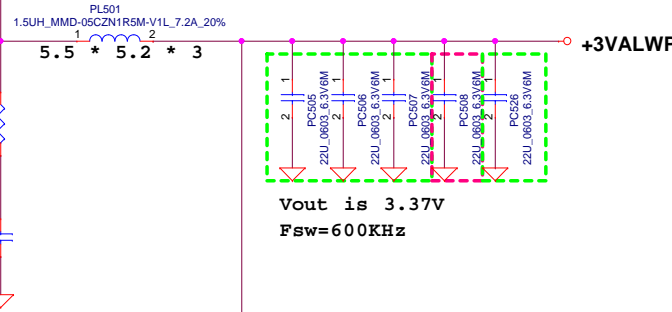 PL501
1.5UH_MMD-05CZN1R5M-V1L_7.2A_20%
1 2
5.5 * 5.2 * 3
+3VALWP
1 1 1 1 1
2 2 2 2 2
PC505
22U_0603_6.3V6M
PC506
22U_0603_6.3V6M
PC507
22U_0603_6.3V6M
PC508
22U_0603_6.3V6M
PC526
22U_0603_6.3V6M
Vout is 3.37V
Fsw=600KHz